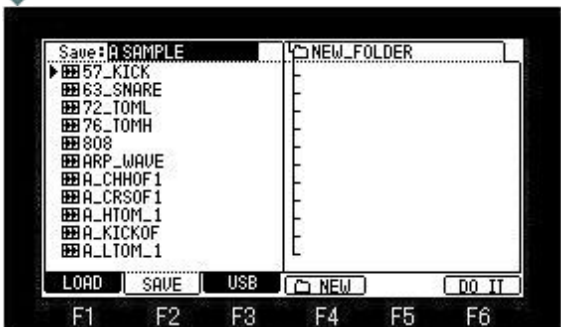 Save:A SAMPLE
NEW_FOLDER
57_KICK
63_SNARE
72_TOML
76_TOMH
808
ARP_WAVE
A_CHHOF1
A_CRSOF1
A_HTOM_1
A_KICKOF
A_LTOM_1
LOAD SAVE USB NEW DO IT
F1 F2 F3 F4 F5 F6